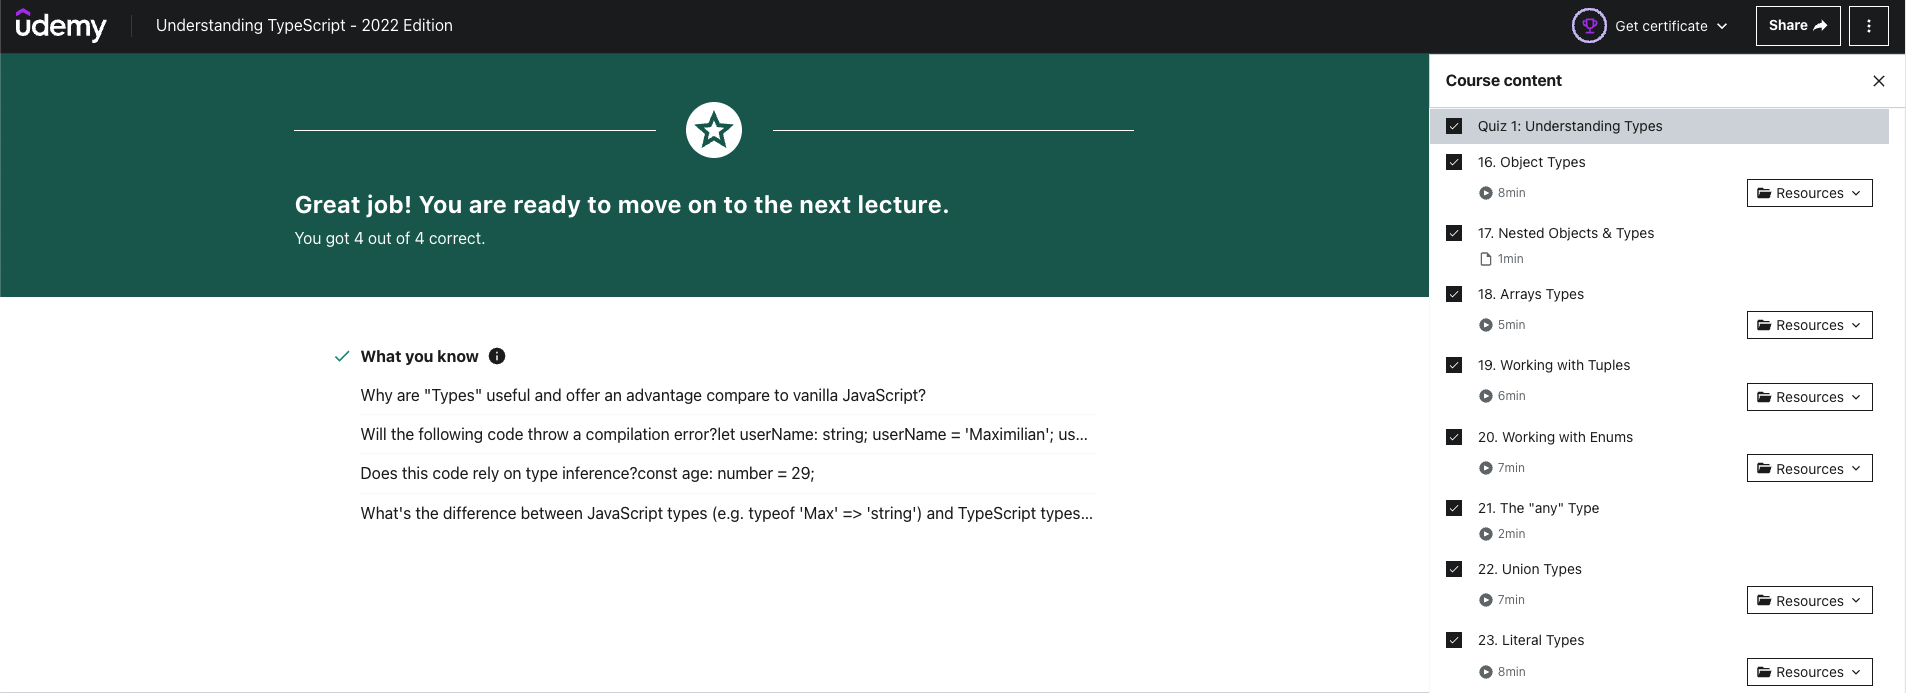 udemy
Understanding TypeScript - 2022 Edition
Get certificate
Share
Great job! You are ready to move on to the next lecture.
You got 4 out of 4 correct.
What you know
Why are "Types" useful and offer an advantage compare to vanilla JavaScript?
Will the following code throw a compilation error?let userName: string; userName = 'Maximilian'; us...
Does this code rely on type inference?const age: number = 29;
What's the difference between JavaScript types (e.g. typeof 'Max' => 'string') and TypeScript types...
Course content
Quiz 1: Understanding Types
16. Object Types
8min
Resources
17. Nested Objects & Types
1min
18. Arrays Types
5min
Resources
19. Working with Tuples
6min
Resources
20. Working with Enums
7min
Resources
21. The "any" Type
2min
22. Union Types
7min
Resources
23. Literal Types
8min
Resources